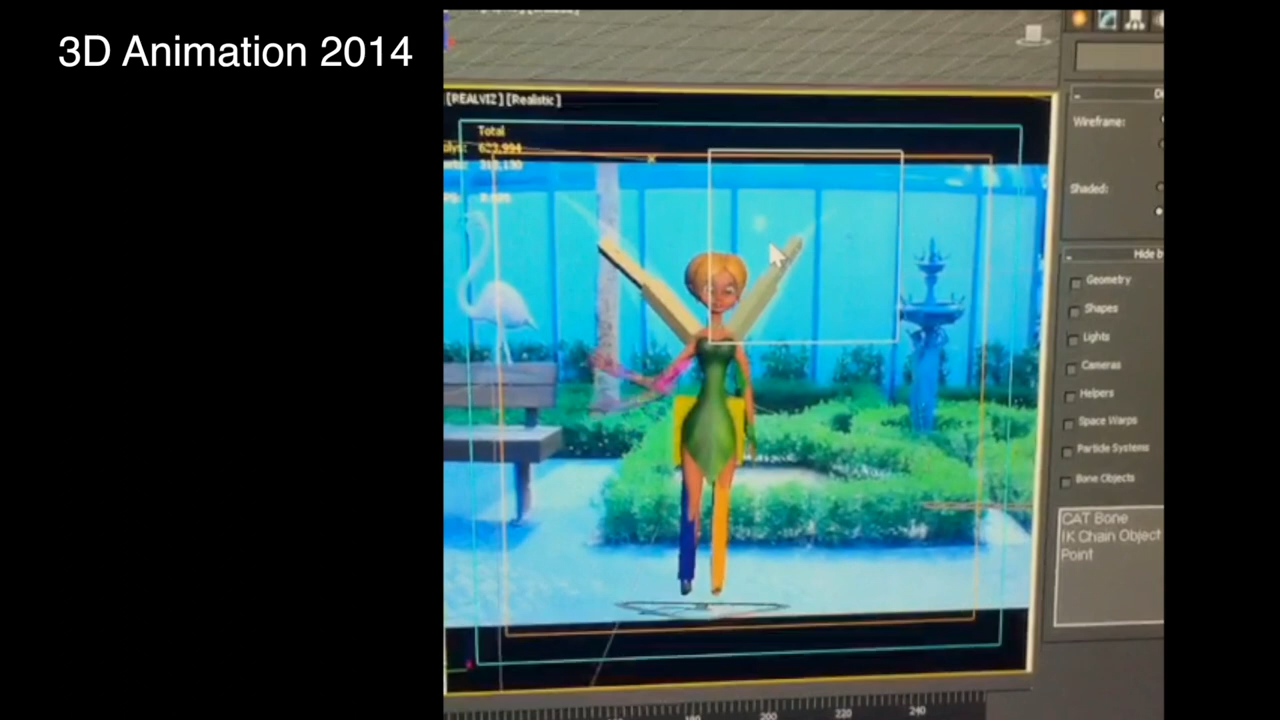 3D Animation 2014
[REALVIZ] [Realistic]
Total
Wireframe:
Shaded:
Hide b
Geometry
Shapes
Lights
Cameras
Helpers
Space Warps
Particle Systems
Bone Objects
CAT Bone
IK Chain Object
Point
200
220
240